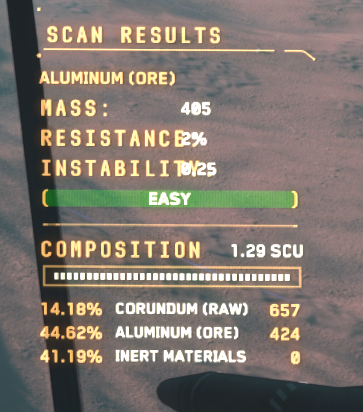 SCAN RESULTS
ALUMINUM (ORE)
MASS: 405
RESISTANCE: 2%
INSTABILITY: 0.25
EASY
COMPOSITION 1.29 SCU
14.18% CORUNDUM (RAW) 657
44.62% ALUMINUM (ORE) 424
41.19% INERT MATERIALS 0